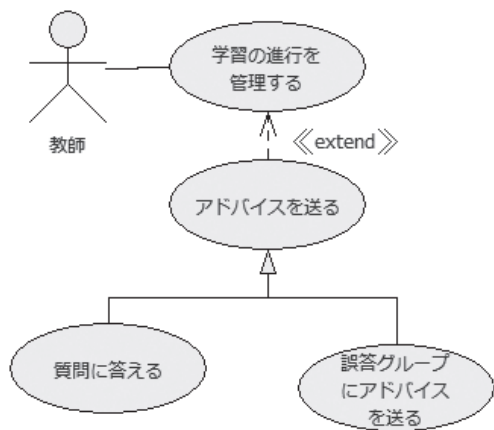 学習の進行を
管理する
教師
≪extend≫
アドバイスを送る
質問に答える
誤答グループ
にアドバイス
を送る